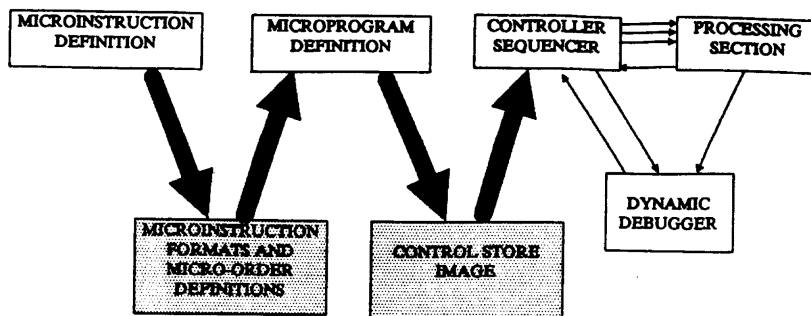 MICROINSTRUCTION
DEFINITION
MICROPROGRAM
DEFINITION
CONTROLLER
SEQUENCER
PROCESSING
SECTION
DYNAMIC
DEBUGGER
MICROINSTRUCTION
FORMATS AND
MICRO-ORDER
DEFINITIONS
CONTROL STORE
IMAGE